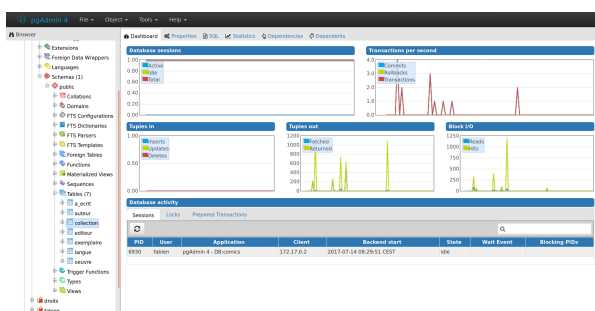 pgAdmin 4 File Object Tools Help
Browser
Dashboard Properties SQL Statistics Dependencies Dependents
Extensions
Foreign Data Wrappers
Languages
Schemas (1)
public
Collations
Domains
FTS Configurations
FTS Dictionaries
FTS Parsers
FTS Templates
Foreign Tables
Functions
Materialized Views
Sequences
Tables (7)
a_ecrit
auteur
collection
editeur
exemplaire
langue
oeuvre
Trigger Functions
Types
Views
droits
Database sessions
1.00
0.80
0.60
0.40
0.20
0.00
Active
Idle
Total
Transactions per second
4.0
3.0
2.0
1.0
0.0
Commits
Rollbacks
Transactions
Tuples in
1.00
0.50
0.00
Inserts
Updates
Deletes
Tuples out
1200
1000
800
600
400
200
0
Fetched
Returned
Block I/O
1250
1000
750
500
250
0
Reads
Hits
Database activity
Sessions Locks Prepared Transactions
PID User Application Client Backend start State Wait Event Blocking PIDs
6930 fabien pgAdmin 4 - DB:comics 172.17.0.2 2017-07-14 08:29:51 CEST idle